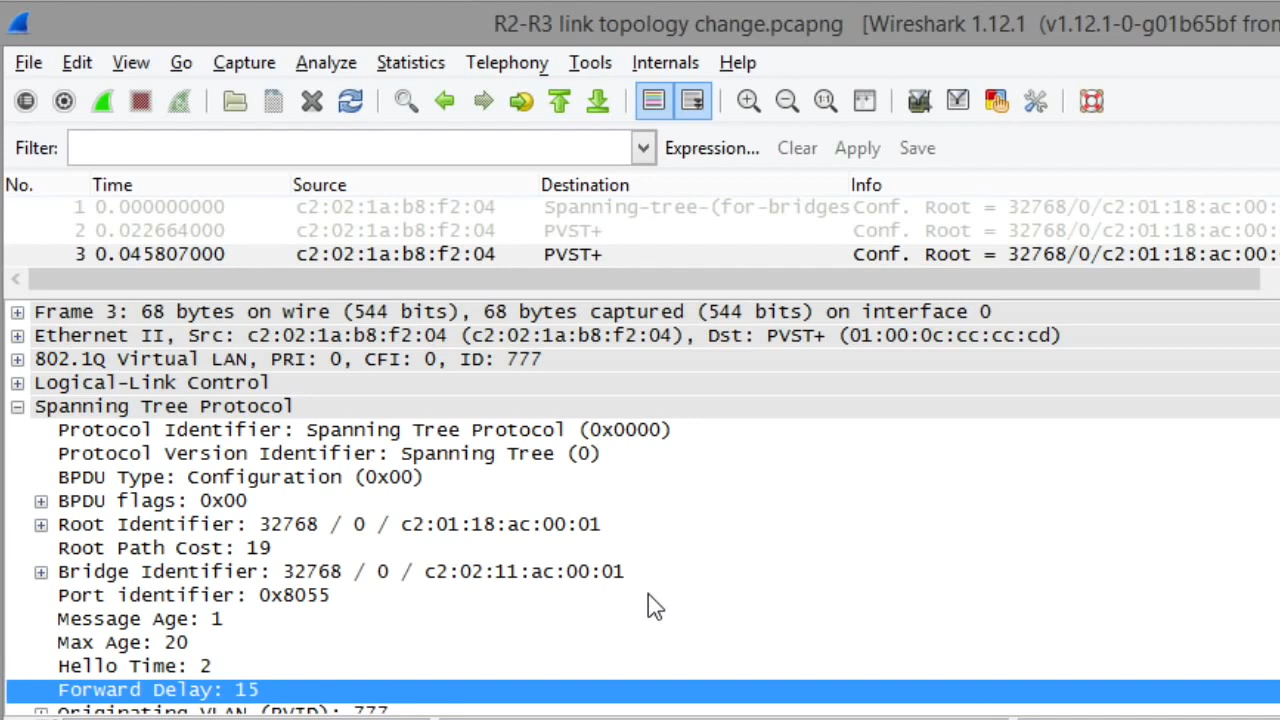 R2-R3 link topology change.pcapng [Wireshark 1.12.1 (v1.12.1-0-g01b65bf from
File Edit View Go Capture Analyze Statistics Telephony Tools Internals Help
Filter: Expression... Clear Apply Save
No. Time Source Destination Info
1 0.000000000 c2:02:1a:b8:f2:04 Spanning-tree-(for-bridges Conf. Root = 32768/0/c2:01:18:ac:00:
2 0.022664000 c2:02:1a:b8:f2:04 PVST+ Conf. Root = 32768/0/c2:01:18:ac:00:
3 0.045807000 c2:02:1a:b8:f2:04 PVST+ Conf. Root = 32768/0/c2:01:18:ac:00:
Frame 3: 68 bytes on wire (544 bits), 68 bytes captured (544 bits) on interface 0
Ethernet II, Src: c2:02:1a:b8:f2:04 (c2:02:1a:b8:f2:04), Dst: PVST+ (01:00:0c:cc:cc:cd)
802.1Q Virtual LAN, PRI: 0, CFI: 0, ID: 777
Logical-Link Control
Spanning Tree Protocol
Protocol Identifier: Spanning Tree Protocol (0x0000)
Protocol Version Identifier: Spanning Tree (0)
BPDU Type: Configuration (0x00)
BPDU flags: 0x00
Root Identifier: 32768 / 0 / c2:01:18:ac:00:01
Root Path Cost: 19
Bridge Identifier: 32768 / 0 / c2:02:11:ac:00:01
Port identifier: 0x8055
Message Age: 1
Max Age: 20
Hello Time: 2
Forward Delay: 15
Originating VLAN (PVID): 777